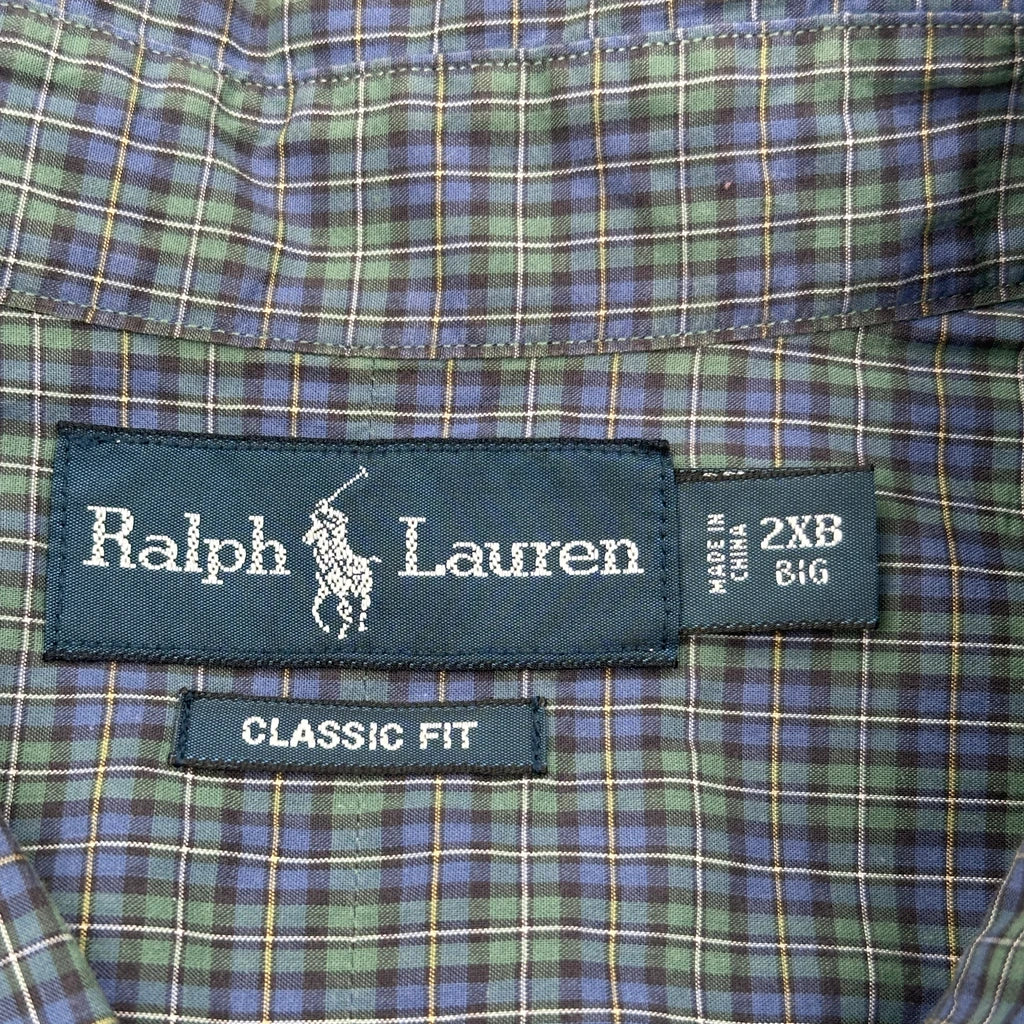 Ralph Lauren
MADE IN
CHINA
2XB
BIG
CLASSIC FIT